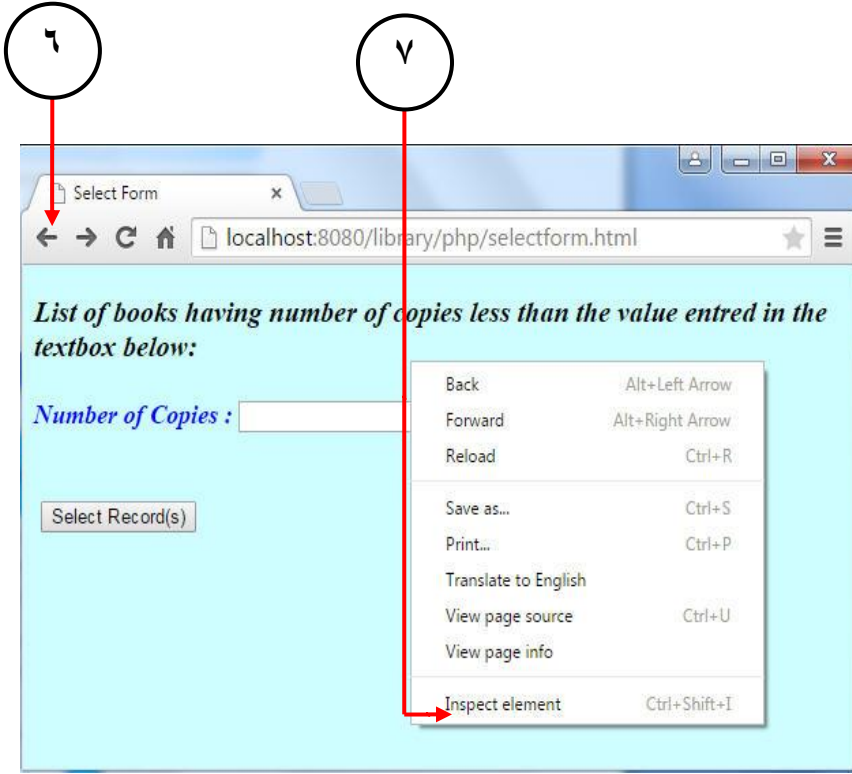 ٦
٧
Select Form
localhost:8080/library/php/selectform.html
List of books having number of copies less than the value entred in the
textbox below:
Number of Copies :
Select Record(s)
Back Alt+Left Arrow
Forward Alt+Right Arrow
Reload Ctrl+R
Save as... Ctrl+S
Print... Ctrl+P
Translate to English
View page source Ctrl+U
View page info
Inspect element Ctrl+Shift+I